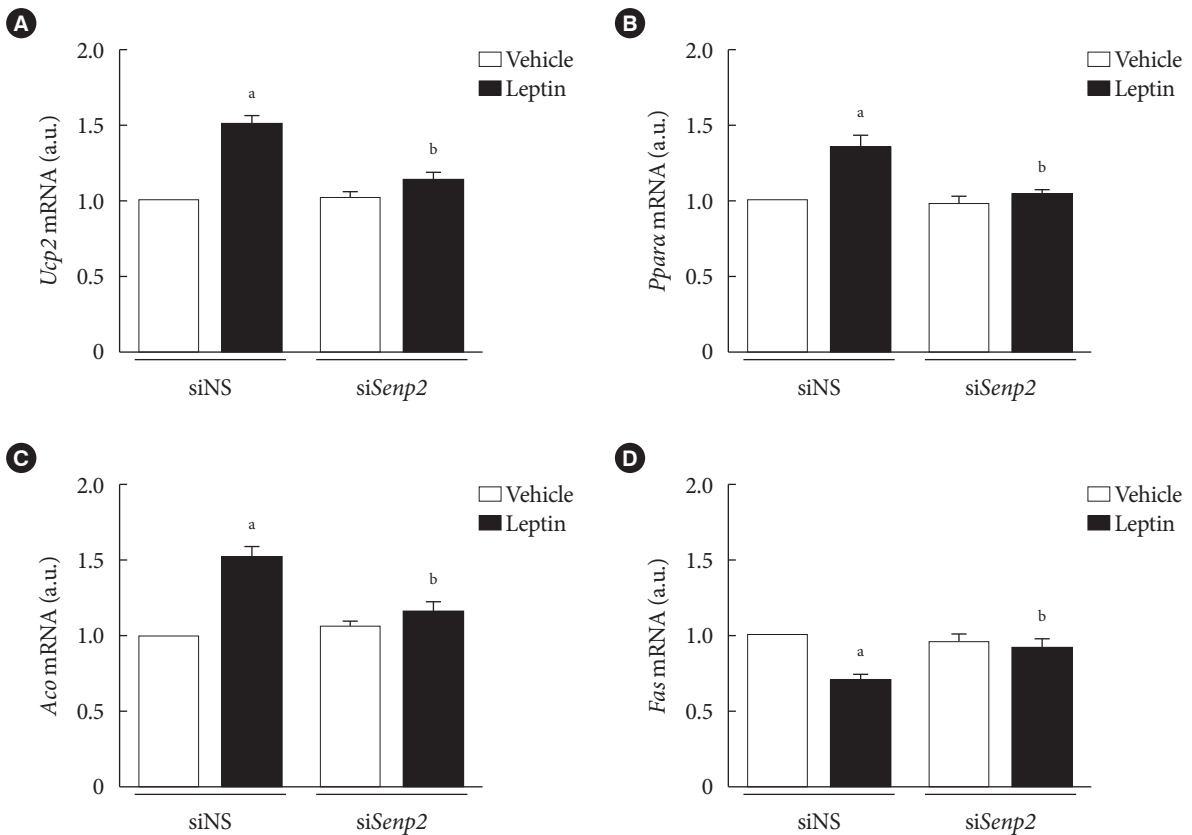 A
Ucp2 mRNA (a.u.)
2.0
1.5
1.0
0.5
0
Vehicle
Leptin
a
b
siNS
siSenp2
B
Pparα mRNA (a.u.)
2.0
1.5
1.0
0.5
0
Vehicle
Leptin
a
b
siNS
siSenp2
C
Aco mRNA (a.u.)
2.0
1.5
1.0
0.5
0
Vehicle
Leptin
a
b
siNS
siSenp2
D
Fas mRNA (a.u.)
2.0
1.5
1.0
0.5
0
Vehicle
Leptin
a
b
siNS
siSenp2